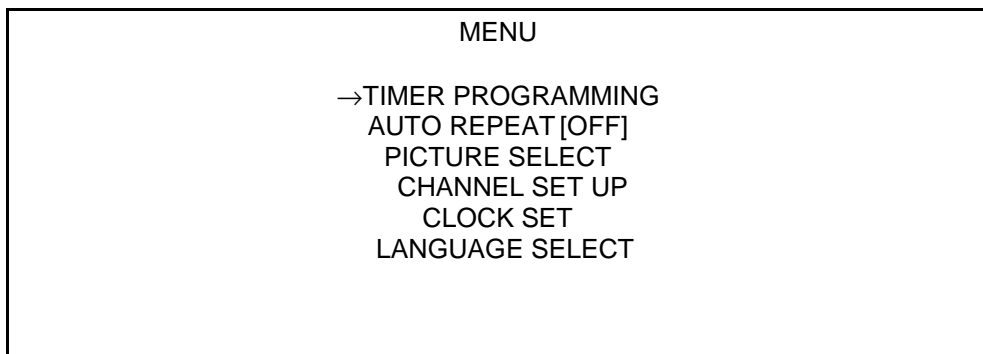 MENU
→TIMER PROGRAMMING
AUTO REPEAT [OFF]
PICTURE SELECT
CHANNEL SET UP
CLOCK SET
LANGUAGE SELECT